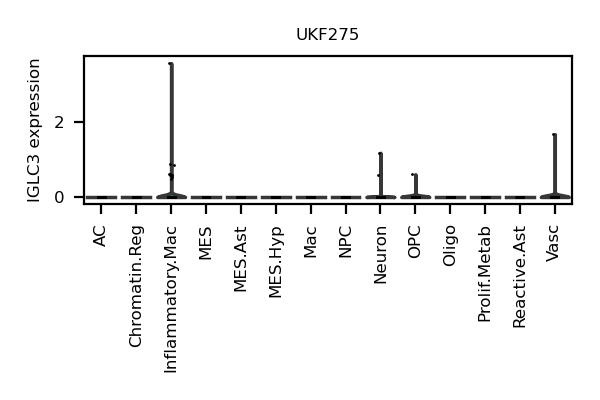 UKF275
IGLC3 expression
2
0
AC
Chromatin.Reg
Inflammatory.Mac
MES
MES.Ast
MES.Hyp
Mac
NPC
Neuron
OPC
Oligo
Prolif.Metab
Reactive.Ast
Vasc